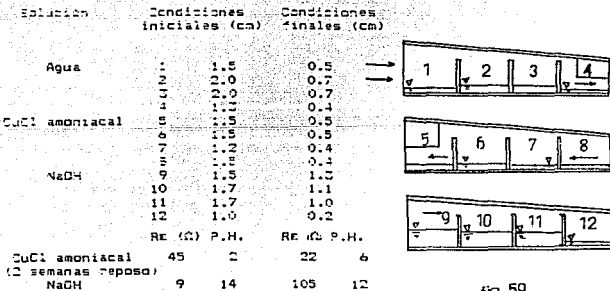 Solución Condiciones iniciales (cm) Condiciones finales (cm)
Agua 1 1.5 0.5
2 2.0 0.7
3 2.0 0.7
4 0.4
CuCl amoniacal 5 1.5 0.5
6 1.5 0.5
7 1.2 0.4
8 0.4
NaOH 9 1.5
10 1.7 1.1
11 1.7 1.0
12 1.0 0.2
RE (Ω) P.H. RE (Ω) P.H.
CuCl amoniacal 45 2 22 6
(2 semanas reposo)
NaOH 9 14 105 12
1 2 3 4
5 6 7 8
9 10 11 12
fig 59